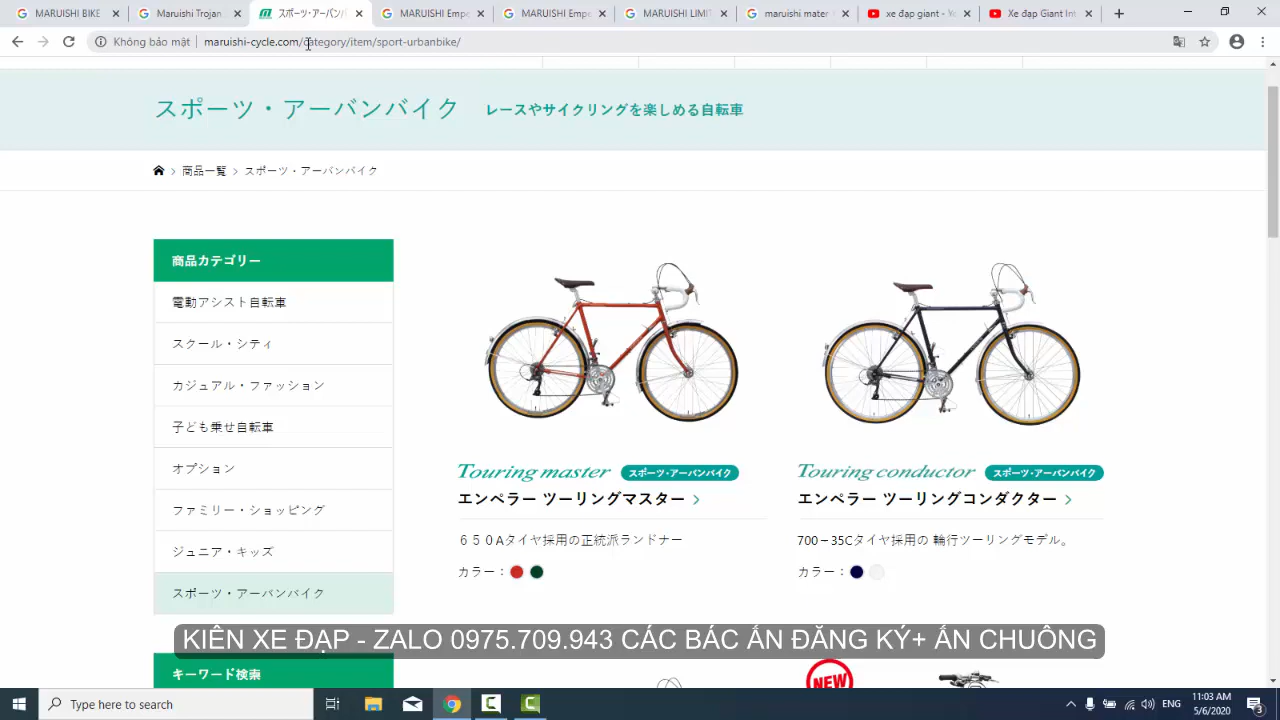 MARUISHI BIKE
Maruishi Trojan
スポーツ・アーバンバ
MARUISHI Empe
MARUISHI Empe
MARUISHI LIMIT
maruishi mater
xe đạp giant - Yo
Xe đạp Giant Int
Không bảo mật
maruishi-cycle.com/category/item/sport-urbanbike/
スポーツ・アーバンバイク
レースやサイクリングを楽しめる自転車
商品一覧 > スポーツ・アーバンバイク
商品カテゴリー
電動アシスト自転車
スクール・シティ
カジュアル・ファッション
子ども乗せ自転車
オプション
ファミリー・ショッピング
ジュニア・キッズ
スポーツ・アーバンバイク
キーワード検索
Touring master スポーツ・アーバンバイク
エンペラー ツーリングマスター >
６５０Aタイヤ採用の正統派ランドナー
カラー：
Touring conductor スポーツ・アーバンバイク
エンペラー ツーリングコンダクター >
700－35Cタイヤ採用の 輪行ツーリングモデル。
カラー：
NEW
KIÊN XE ĐẠP - ZALO 0975.709.943 CÁC BÁC ẤN ĐĂNG KÝ+ ẤN CHUÔNG
Type here to search
ENG
11:03 AM
5/6/2020
3